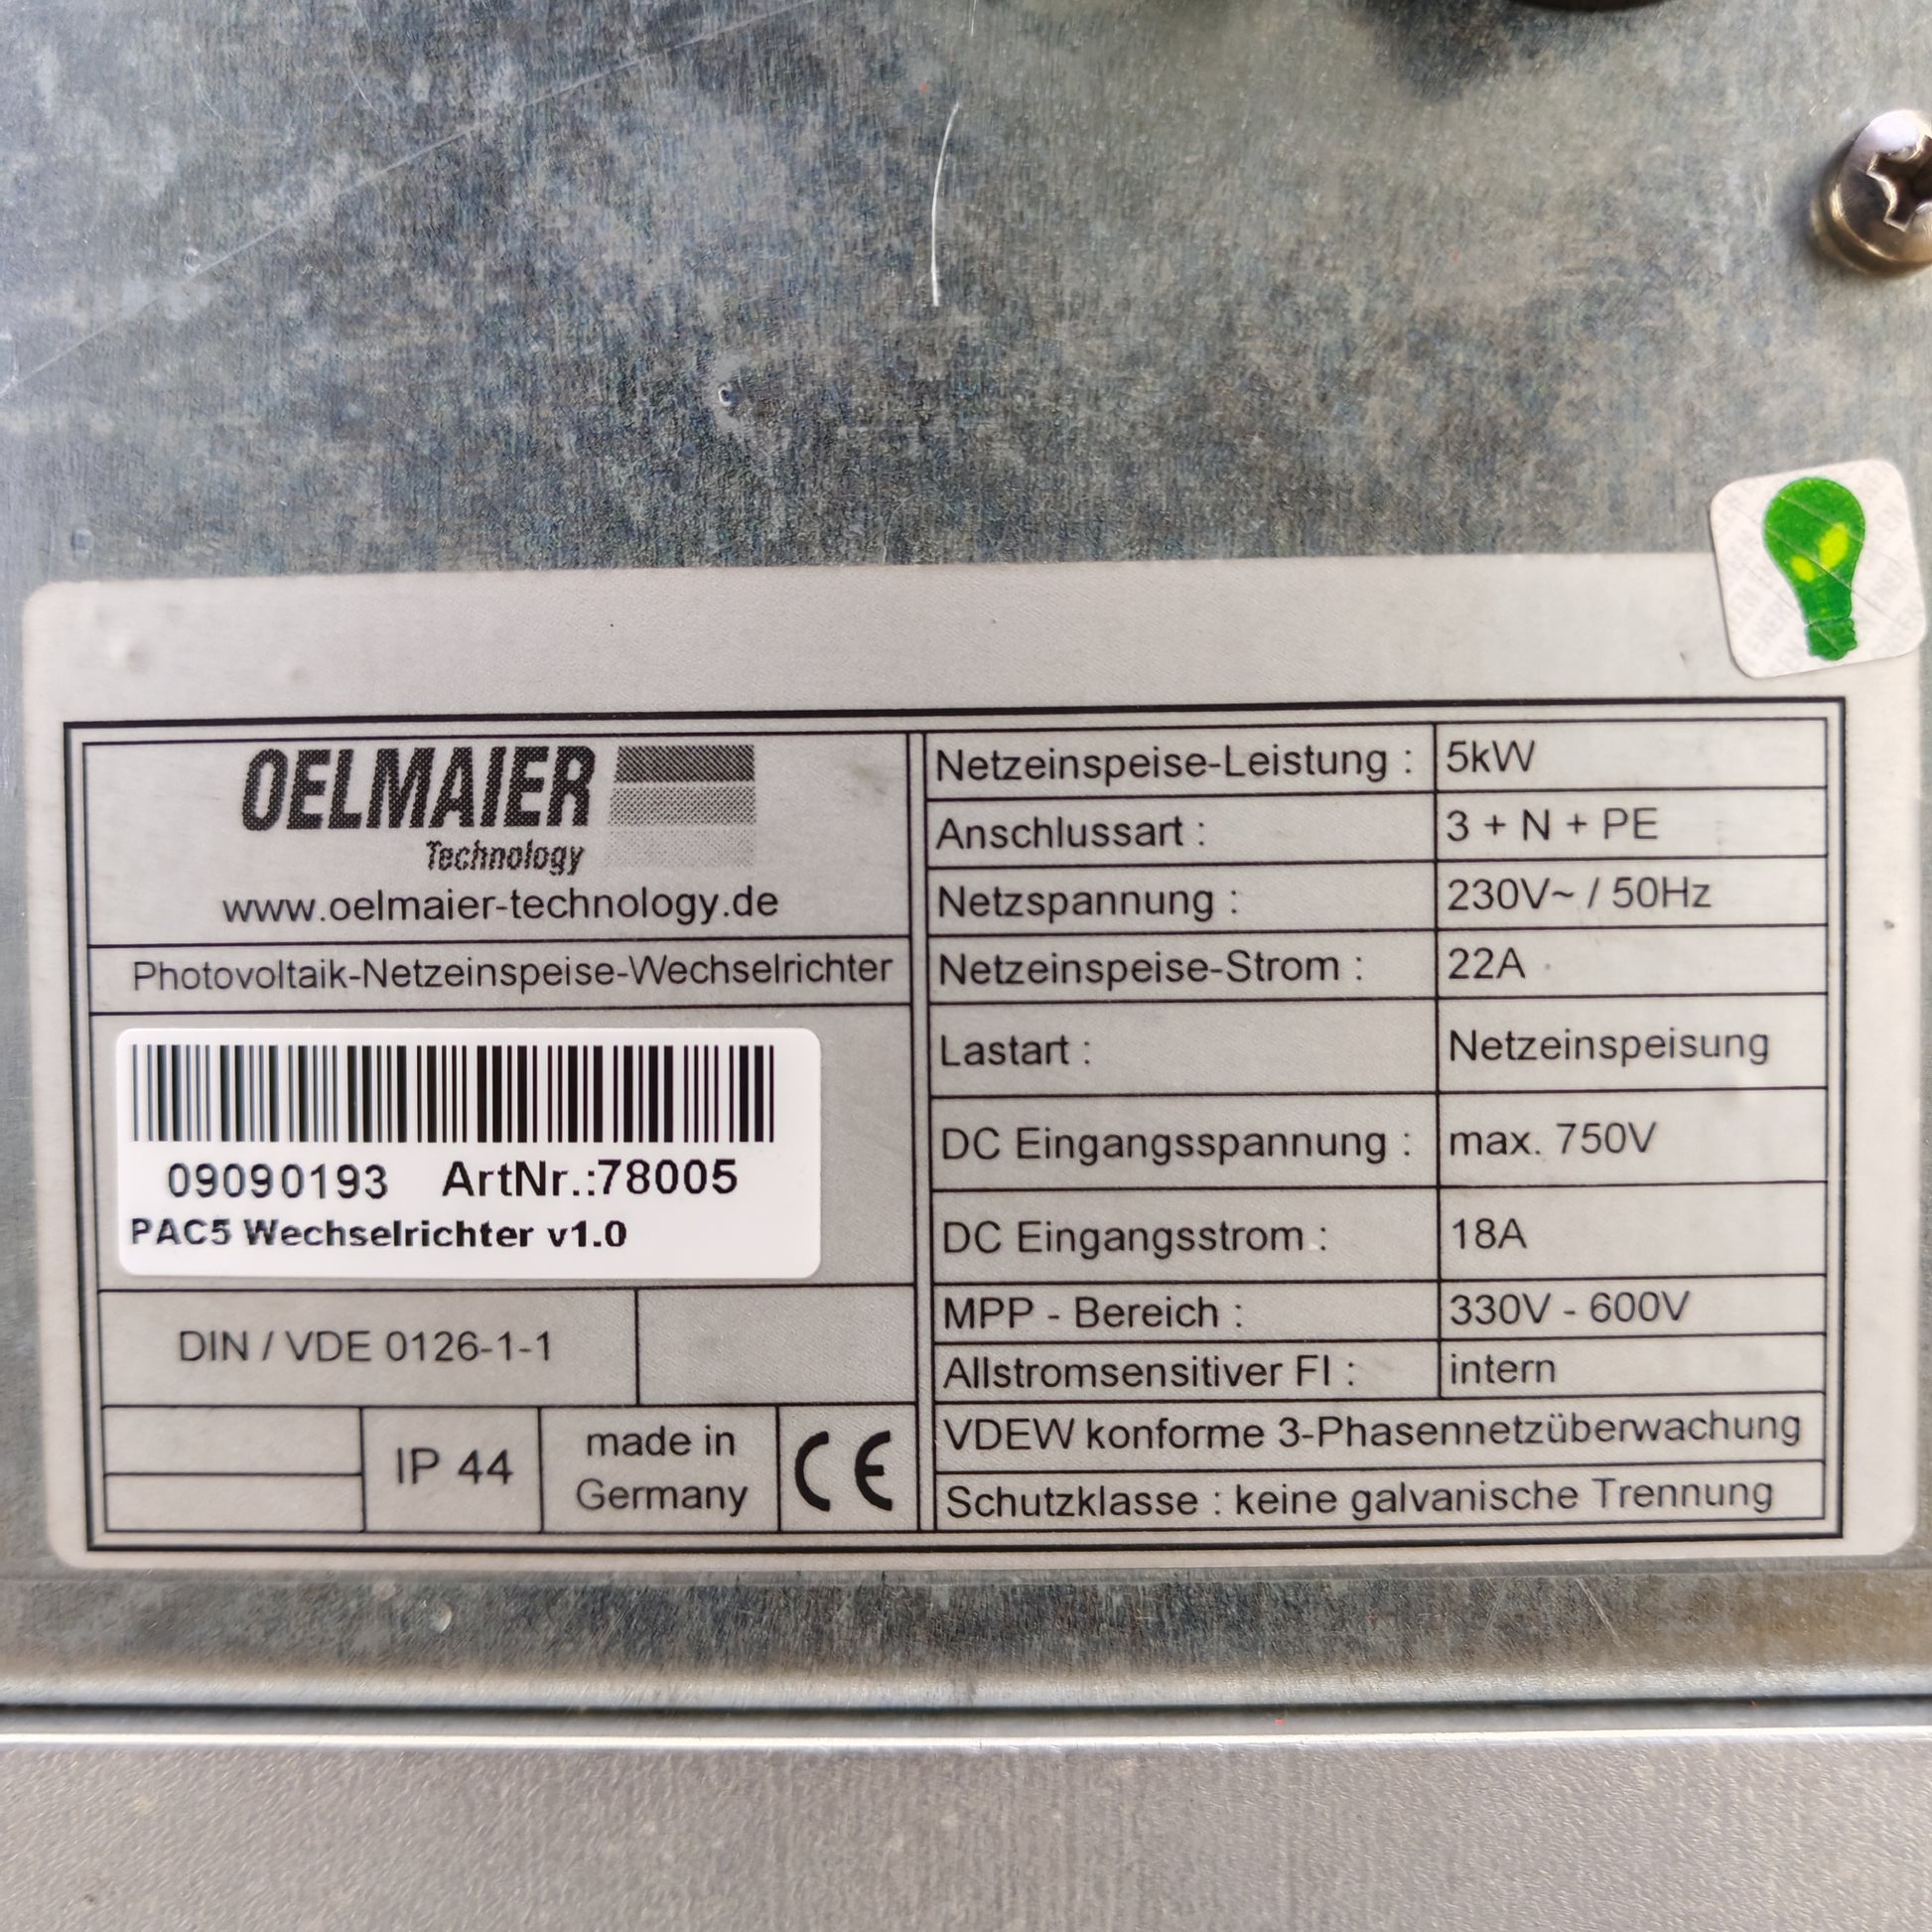 OELMAIER
Technology
www.oelmaier-technology.de
Photovoltaik-Netzeinspeise-Wechselrichter
09090193 ArtNr.:78005
PAC5 Wechselrichter v1.0
DIN / VDE 0126-1-1
IP 44
made in
Germany
CE
Netzeinspeise-Leistung : 5kW
Anschlussart : 3 + N + PE
Netzspannung : 230V~ / 50Hz
Netzeinspeise-Strom : 22A
Lastart : Netzeinspeisung
DC Eingangsspannung : max. 750V
DC Eingangsstrom : 18A
MPP - Bereich : 330V - 600V
Allstromsensitiver FI : intern
VDEW konforme 3-Phasennetzüberwachung
Schutzklasse : keine galvanische Trennung